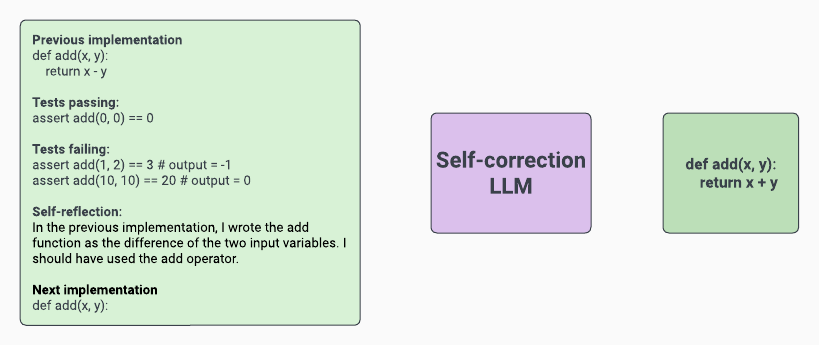 Previous implementation
def add(x, y):
    return x - y
Tests passing:
assert add(0, 0) == 0
Tests failing:
assert add(1, 2) == 3 # output = -1
assert add(10, 10) == 20 # output = 0
Self-reflection:
In the previous implementation, I wrote the add
function as the difference of the two input variables. I
should have used the add operator.
Next implementation
def add(x, y):
Self-correction
LLM
def add(x, y):
    return x + y